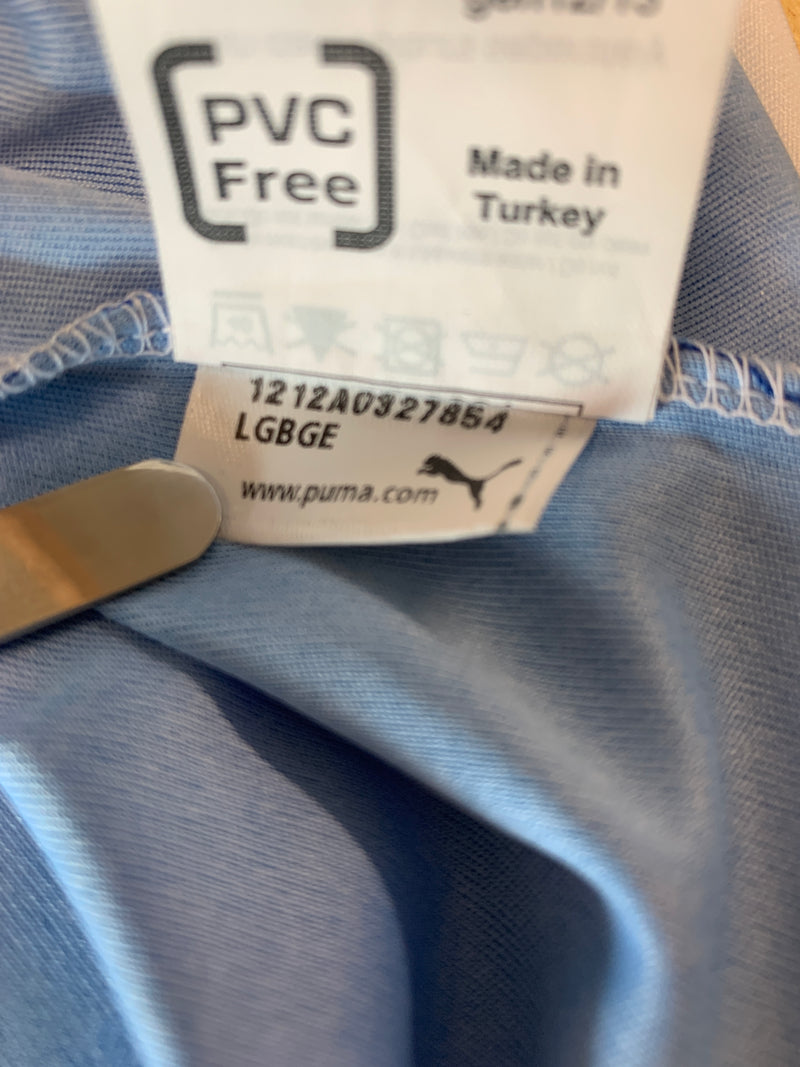 PVC
Free
Made in
Turkey
1212A0327854
LGBGE
www.puma.com